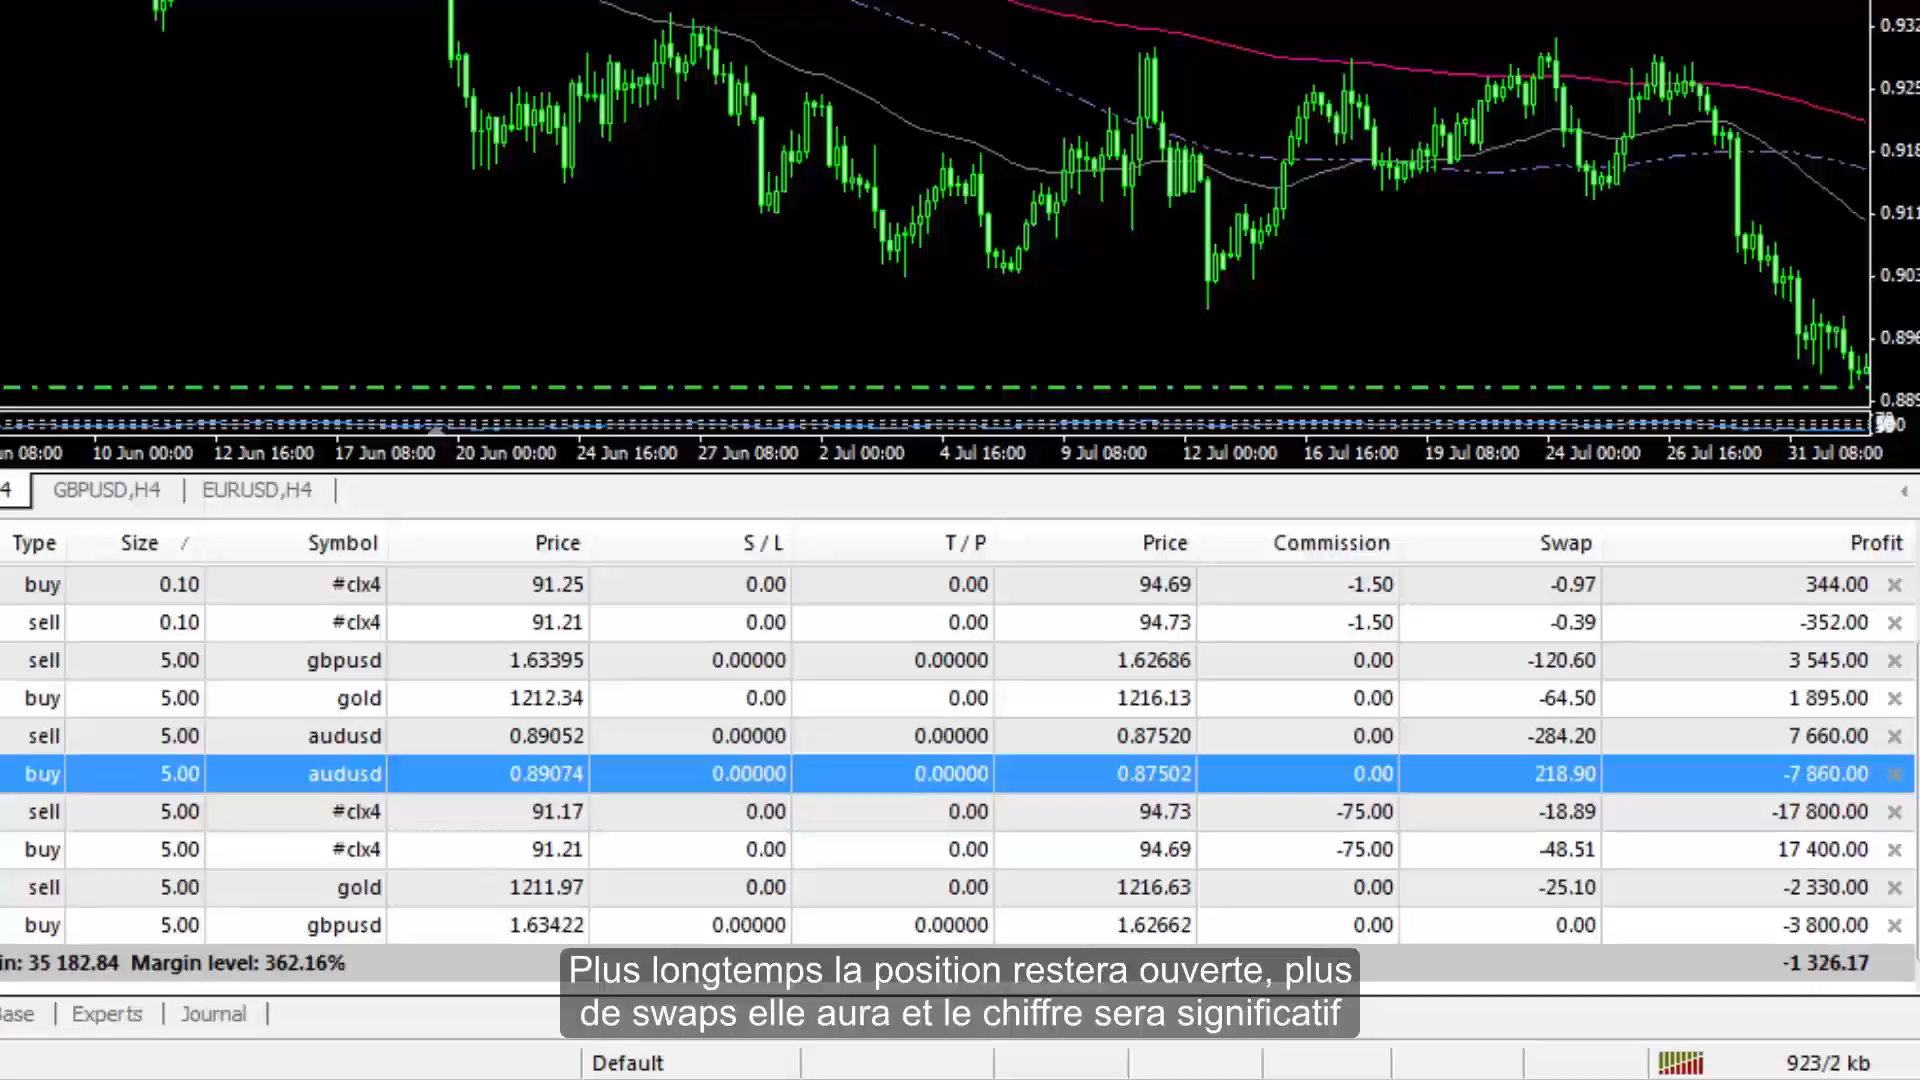 0.932
0.925
0.918
0.911
0.903
0.896
0.889
un 08:00 10 Jun 00:00 12 Jun 16:00 17 Jun 08:00 20 Jun 00:00 24 Jun 16:00 27 Jun 08:00 2 Jul 00:00 4 Jul 16:00 9 Jul 08:00 12 Jul 00:00 16 Jul 16:00 19 Jul 08:00 24 Jul 00:00 26 Jul 16:00 31 Jul 08:00
4 GBPUSD,H4 EURUSD,H4
Type Size / Symbol Price S / L T / P Price Commission Swap Profit
buy 0.10 #clx4 91.25 0.00 0.00 94.69 -1.50 -0.97 344.00
sell 0.10 #clx4 91.21 0.00 0.00 94.73 -1.50 -0.39 -352.00
sell 5.00 gbpusd 1.63395 0.00000 0.00000 1.62686 0.00 -120.60 3 545.00
buy 5.00 gold 1212.34 0.00 0.00 1216.13 0.00 -64.50 1 895.00
sell 5.00 audusd 0.89052 0.00000 0.00000 0.87520 0.00 -284.20 7 660.00
buy 5.00 audusd 0.89074 0.00000 0.00000 0.87502 0.00 218.90 -7 860.00
sell 5.00 #clx4 91.17 0.00 0.00 94.73 -75.00 -18.89 -17 800.00
buy 5.00 #clx4 91.21 0.00 0.00 94.69 -75.00 -48.51 17 400.00
sell 5.00 gold 1211.97 0.00 0.00 1216.63 0.00 -25.10 -2 330.00
buy 5.00 gbpusd 1.63422 0.00000 0.00000 1.62662 0.00 0.00 -3 800.00
in: 35 182.84 Margin level: 362.16% -1 326.17
Plus longtemps la position restera ouverte, plus
de swaps elle aura et le chiffre sera significatif
ase Experts Journal
Default 923/2 kb